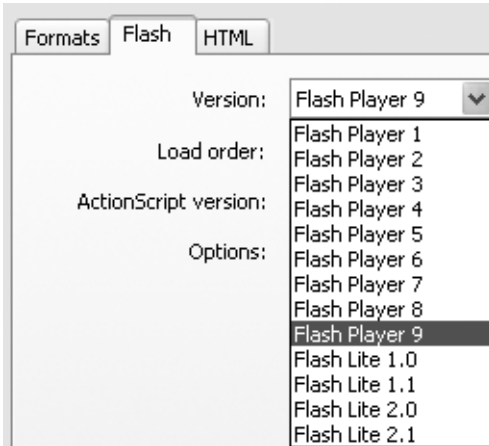 Formats Flash HTML
Version: Flash Player 9
Flash Player 1
Load order: Flash Player 2
Flash Player 3
ActionScript version: Flash Player 4
Flash Player 5
Options: Flash Player 6
Flash Player 7
Flash Player 8
Flash Player 9
Flash Lite 1.0
Flash Lite 1.1
Flash Lite 2.0
Flash Lite 2.1